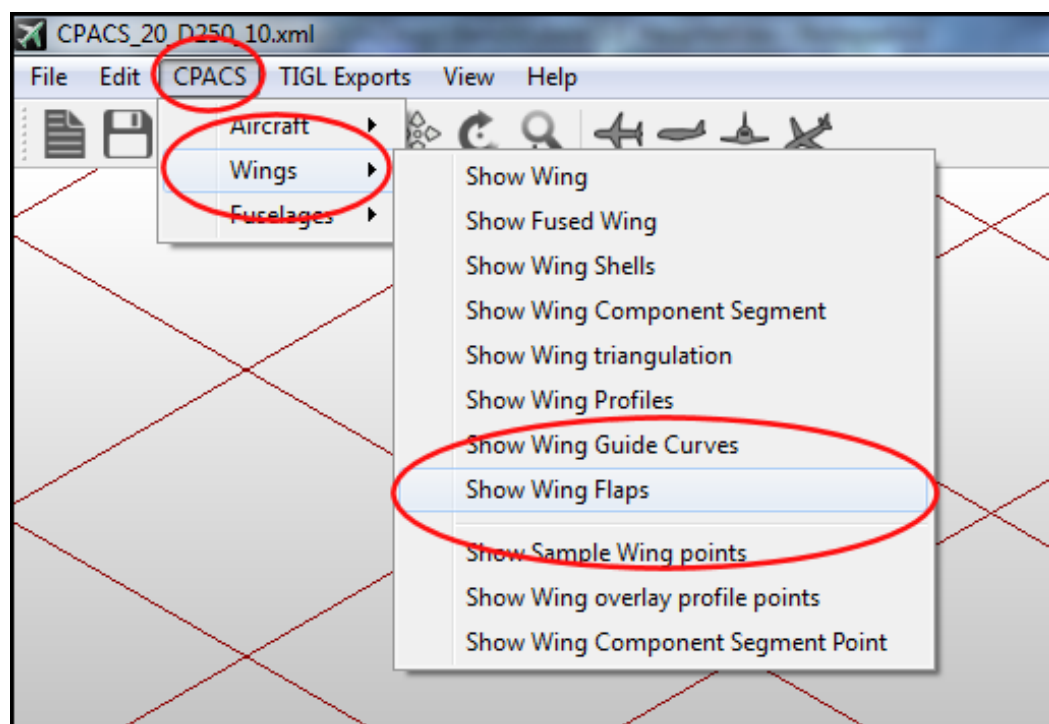 CPACS_20_D250_10.xml
File Edit CPACS TIGL Exports View Help
Aircraft
Wings
Fuselages
Show Wing
Show Fused Wing
Show Wing Shells
Show Wing Component Segment
Show Wing triangulation
Show Wing Profiles
Show Wing Guide Curves
Show Wing Flaps
Show Sample Wing points
Show Wing overlay profile points
Show Wing Component Segment Point